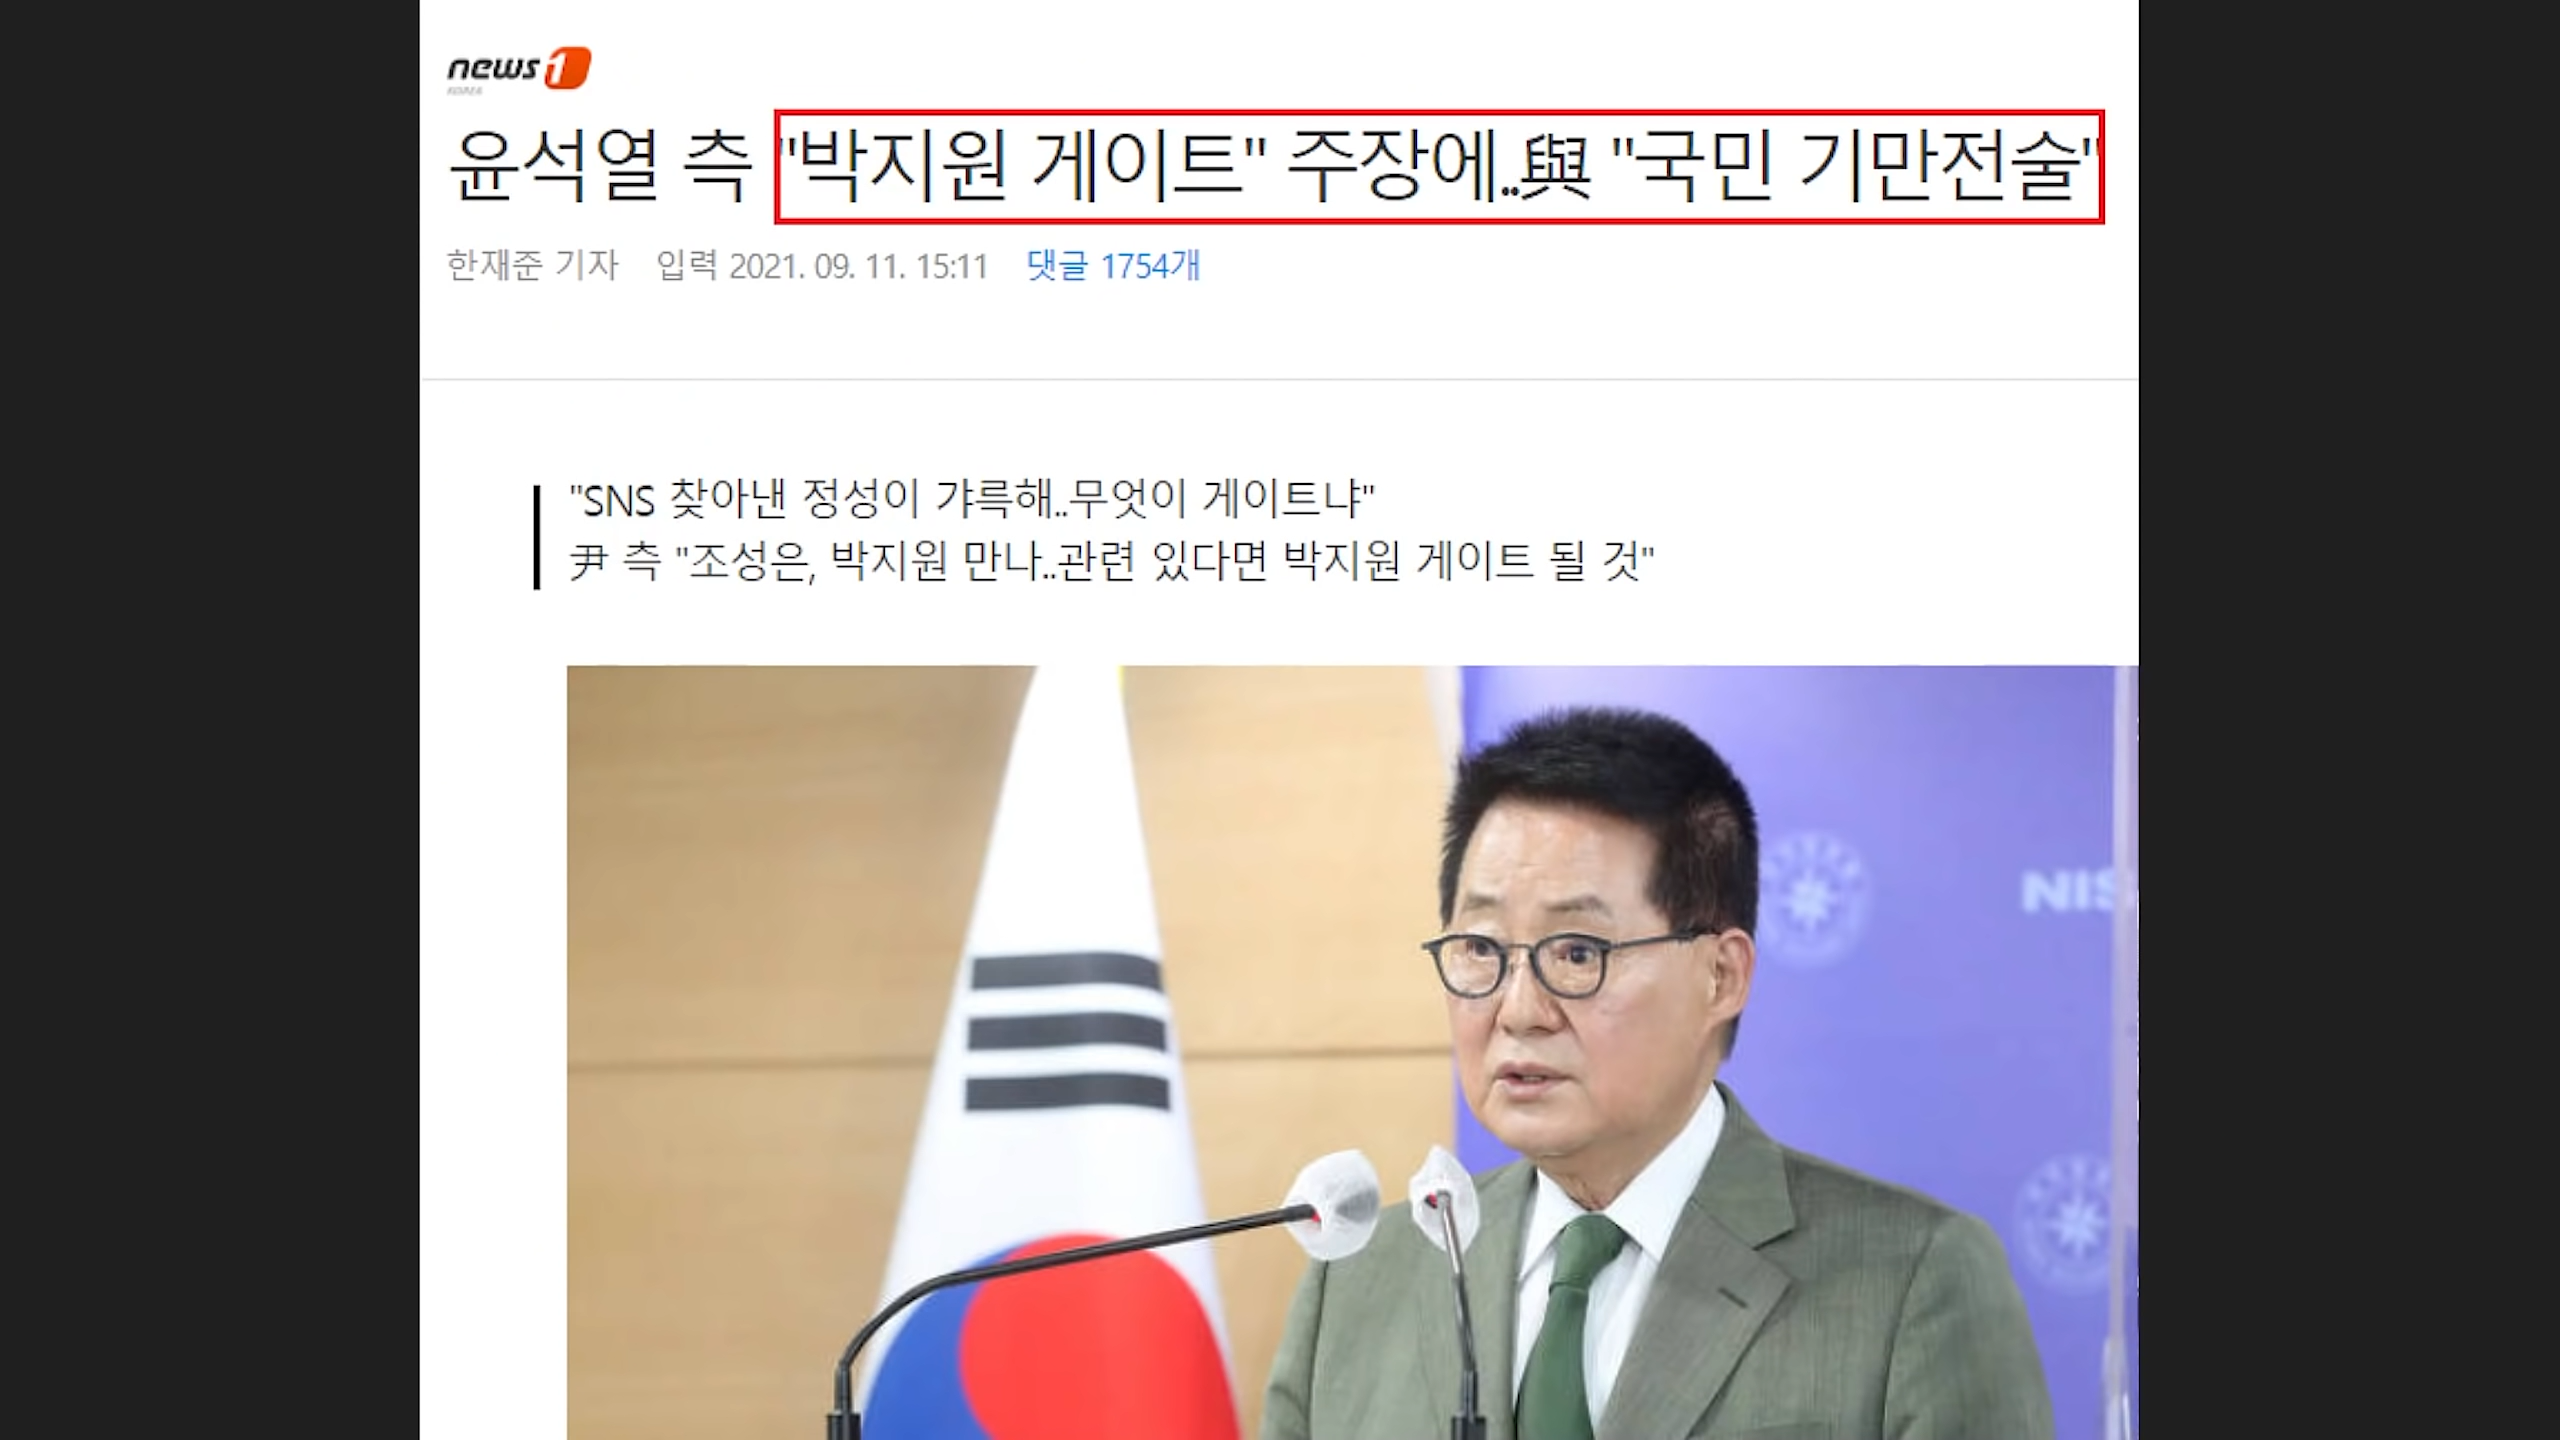 news1
KOREA
윤석열 측 "박지원 게이트" 주장에..與 "국민 기만전술"
한재준 기자 입력 2021. 09. 11. 15:11 댓글 1754개
"SNS 찾아낸 정성이 갸륵해..무엇이 게이트냐"
尹 측 "조성은, 박지원 만나..관련 있다면 박지원 게이트 될 것"
NIS